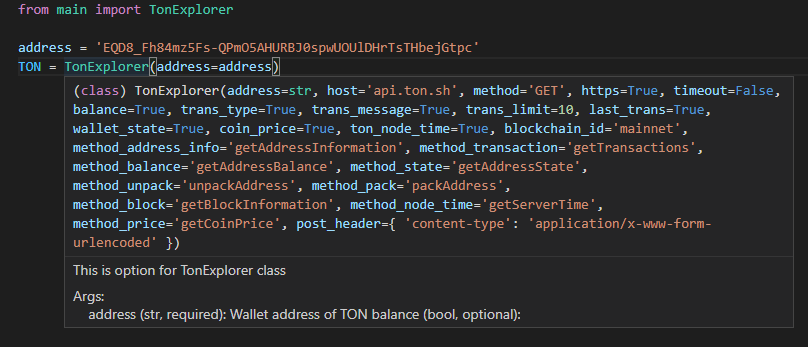 from main import TonExplorer
address = 'EQD8_Fh84mz5Fs-QPmO5AHURBJ0spwUOUlDHrTsTHbejGtpc'
TON = TonExplorer(address=address)
(class) TonExplorer(address=str, host='api.ton.sh', method='GET', https=True, timeout=False,
balance=True, trans_type=True, trans_message=True, trans_limit=10, last_trans=True,
wallet_state=True, coin_price=True, ton_node_time=True, blockchain_id='mainnet',
method_address_info='getAddressInformation', method_transaction='getTransactions',
method_balance='getAddressBalance', method_state='getAddressState',
method_unpack='unpackAddress', method_pack='packAddress',
method_block='getBlockInformation', method_node_time='getServerTime',
method_price='getCoinPrice', post_header={ 'content-type': 'application/x-www-form-
urlencoded' })
This is option for TonExplorer class
Args:
address (str, required): Wallet address of TON balance (bool, optional):